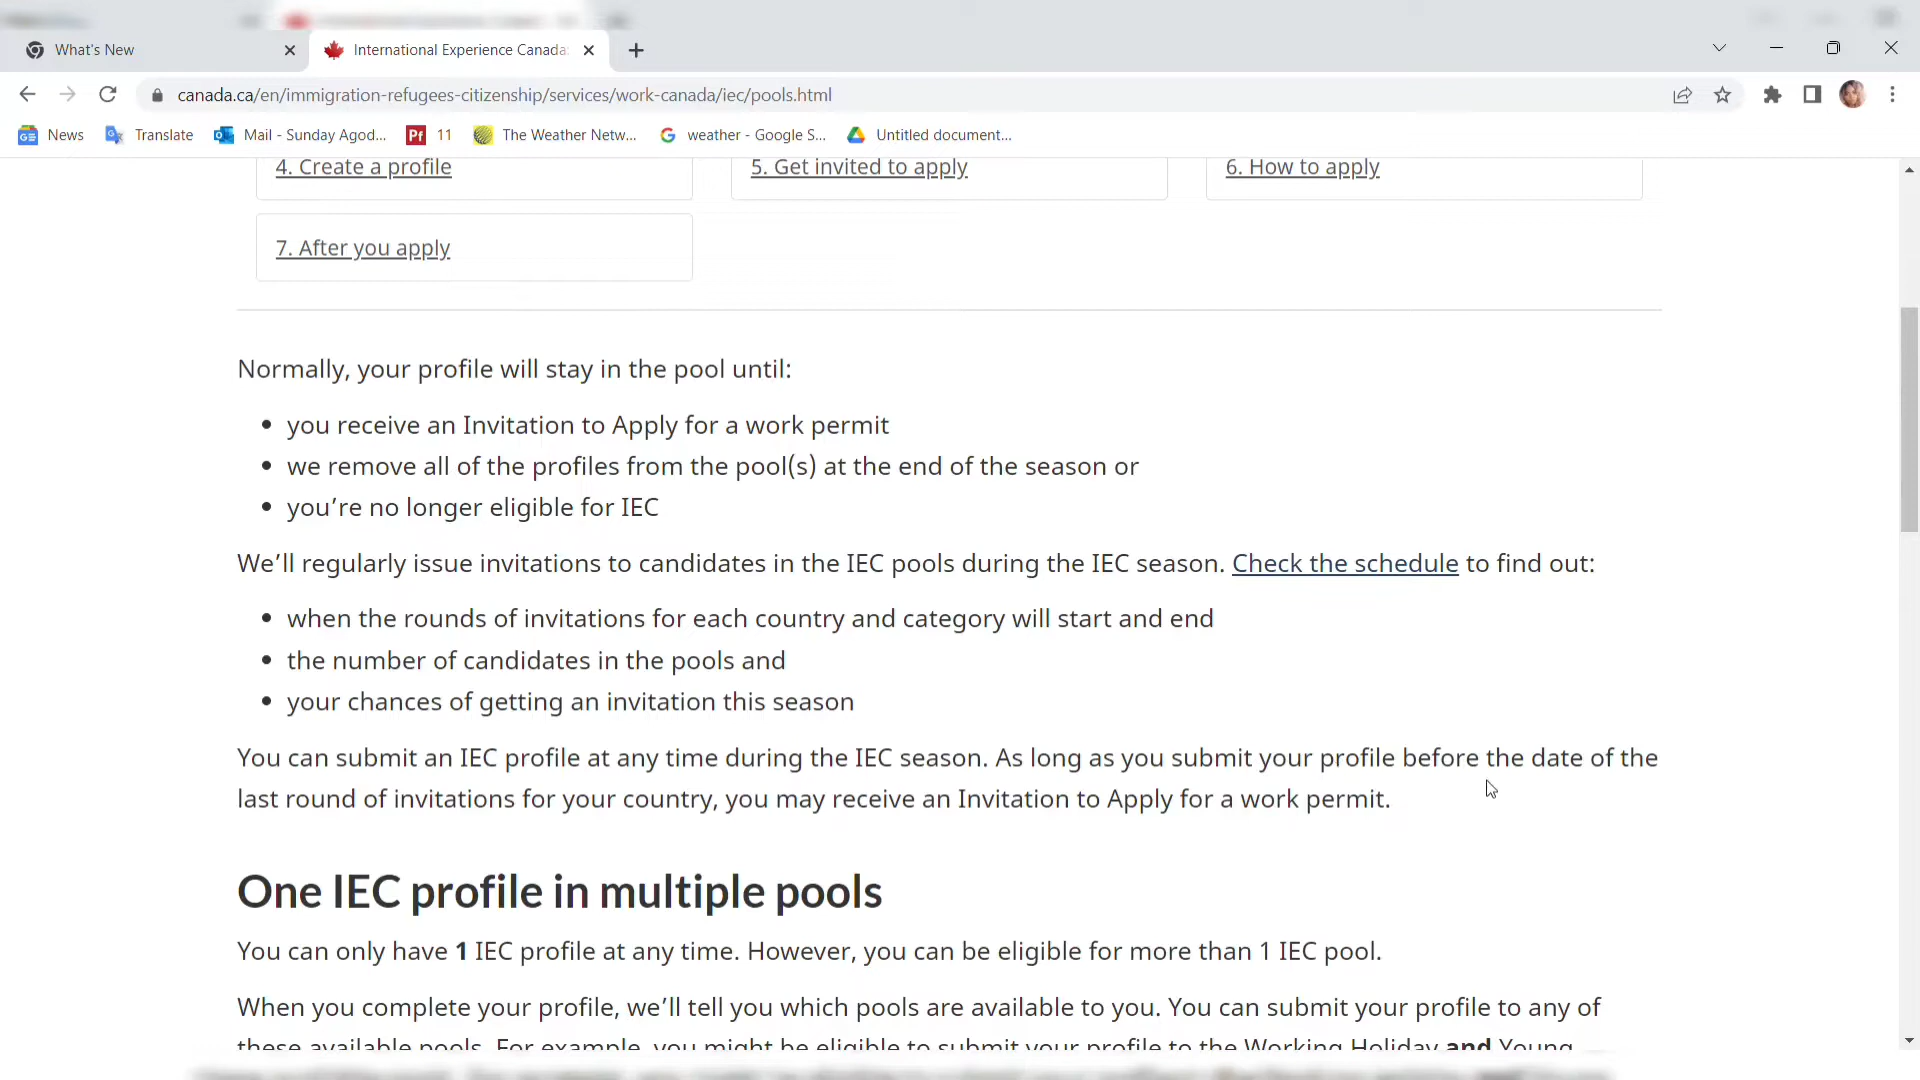 What's New
International Experience Canada:
canada.ca/en/immigration-refugees-citizenship/services/work-canada/iec/pools.html
News
Translate
Mail - Sunday Agod...
Pf 11
The Weather Netw...
weather - Google S...
Untitled document...
4. Create a profile
5. Get invited to apply
6. How to apply
7. After you apply
Normally, your profile will stay in the pool until:
• you receive an Invitation to Apply for a work permit
• we remove all of the profiles from the pool(s) at the end of the season or
• you’re no longer eligible for IEC
We’ll regularly issue invitations to candidates in the IEC pools during the IEC season. Check the schedule to find out:
• when the rounds of invitations for each country and category will start and end
• the number of candidates in the pools and
• your chances of getting an invitation this season
You can submit an IEC profile at any time during the IEC season. As long as you submit your profile before the date of the
last round of invitations for your country, you may receive an Invitation to Apply for a work permit.
One IEC profile in multiple pools
You can only have 1 IEC profile at any time. However, you can be eligible for more than 1 IEC pool.
When you complete your profile, we’ll tell you which pools are available to you. You can submit your profile to any of
these available pools. For example, you might be eligible to submit your profile to the Working Holiday and Young